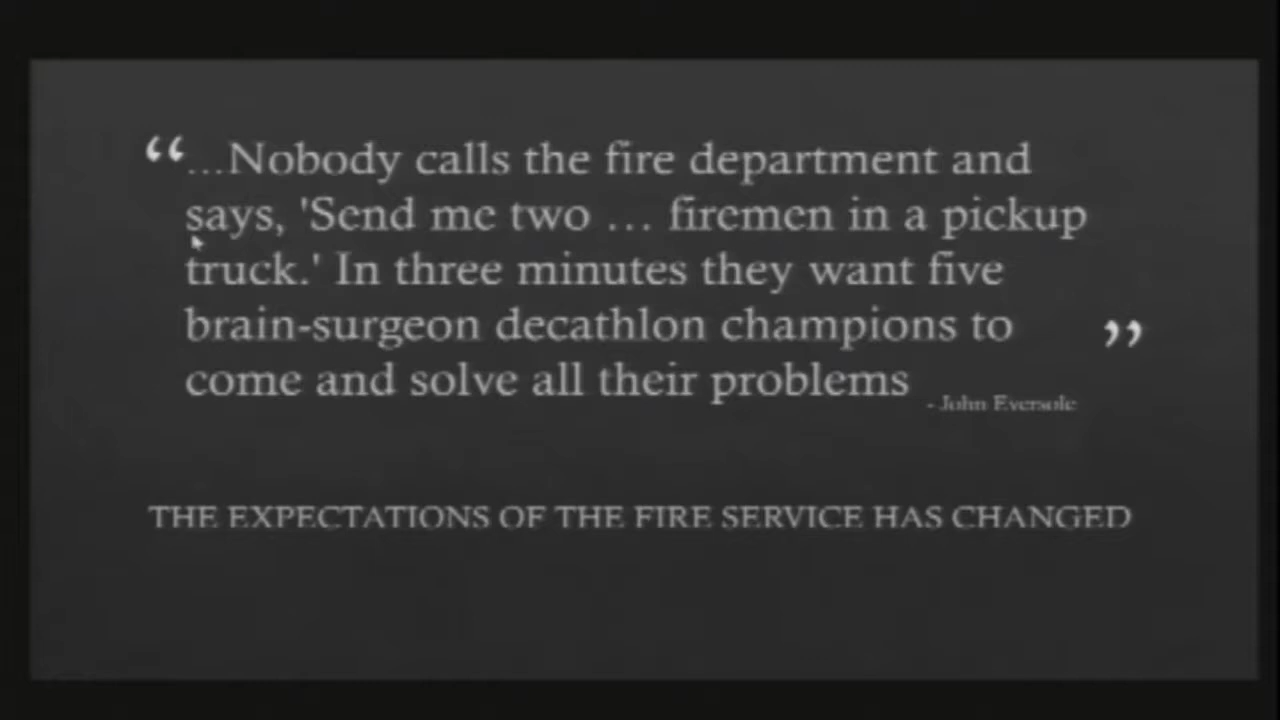 “...Nobody calls the fire department and
says, 'Send me two ... firemen in a pickup
truck.' In three minutes they want five
brain-surgeon decathlon champions to
come and solve all their problems ”
- John Eversole
THE EXPECTATIONS OF THE FIRE SERVICE HAS CHANGED